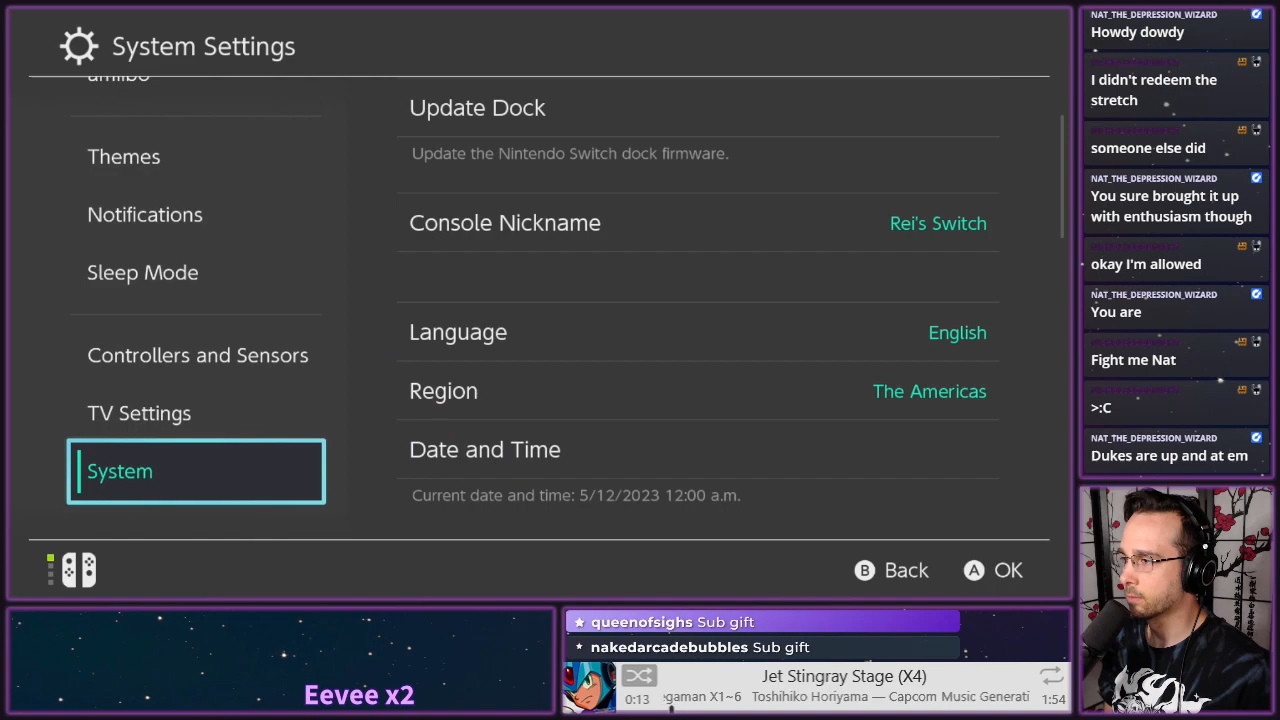 System Settings
amiibo
Themes
Notifications
Sleep Mode
Controllers and Sensors
TV Settings
System
Update Dock
Update the Nintendo Switch dock firmware.
Console Nickname
Rei's Switch
Language
English
Region
The Americas
Date and Time
Current date and time: 5/12/2023 12:00 a.m.
B Back
A OK
NAT_THE_DEPRESSION_WIZARD
Howdy dowdy
I didn't redeem the
stretch
someone else did
NAT_THE_DEPRESSION_WIZARD
You sure brought it up
with enthusiasm though
okay I'm allowed
NAT_THE_DEPRESSION_WIZARD
You are
Fight me Nat
>:C
NAT_THE_DEPRESSION_WIZARD
Dukes are up and at em
Eevee x2
queenofsighs Sub gift
nakedarcadebubbles Sub gift
Jet Stingray Stage (X4)
0:13
egaman X1~6 Toshihiko Horiyama — Capcom Music Generati
1:54